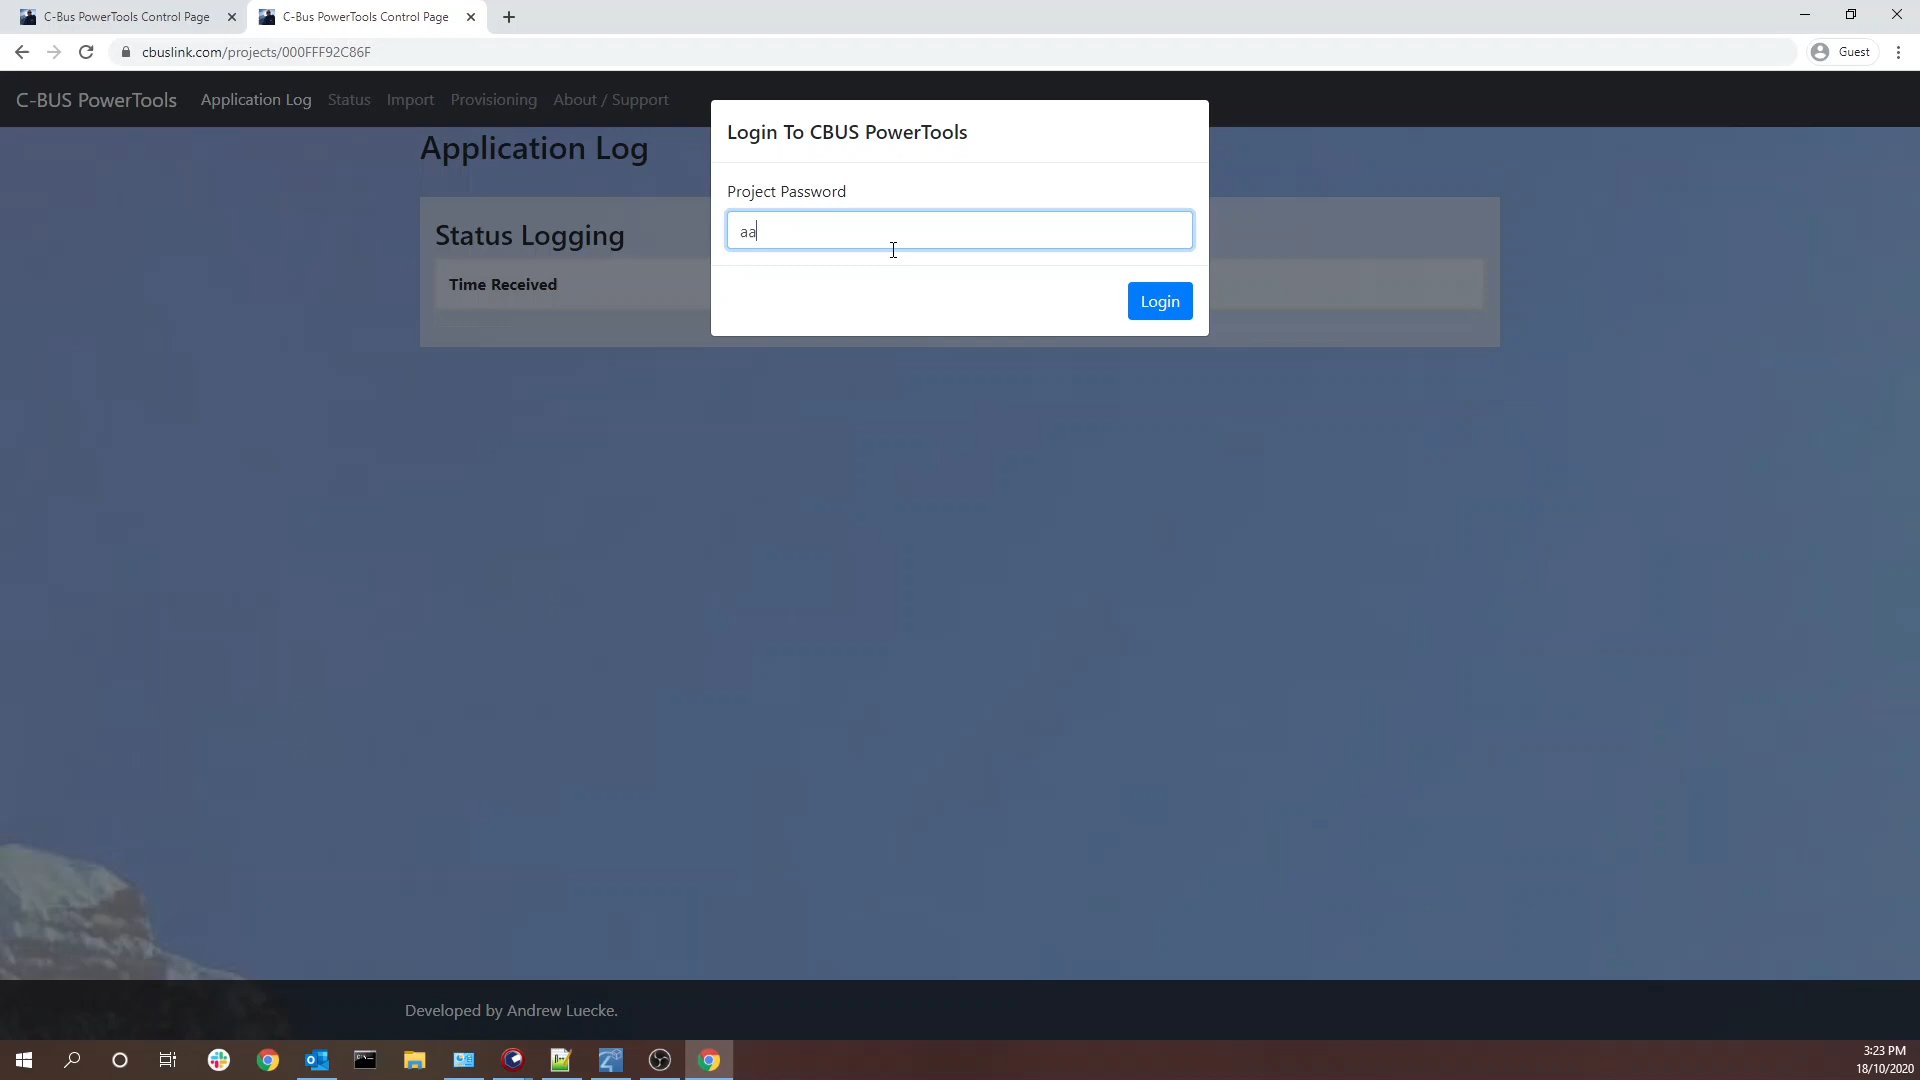 C-Bus PowerTools Control Page
C-Bus PowerTools Control Page
cbuslink.com/projects/000FFF92C86F
Guest
C-BUS PowerTools
Application Log
Status
Import
Provisioning
About / Support
Login To CBUS PowerTools
Application Log
Project Password
aa
Status Logging
Time Received
Login
Developed by Andrew Luecke.
3:23 PM
18/10/2020